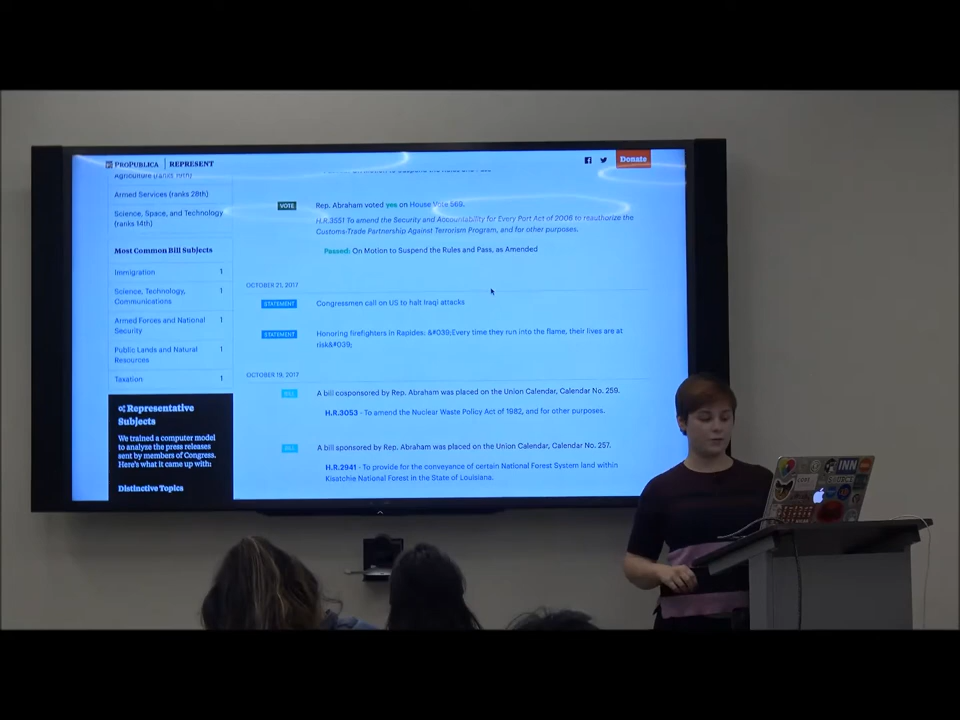 PROPUBLICA | REPRESENT
Donate
Agriculture (ranks 19th)
Armed Services (ranks 28th)
Science, Space, and Technology
(ranks 14th)
Most Common Bill Subjects
Immigration 1
Science, Technology, 1
Communications
Armed Forces and National 1
Security
Public Lands and Natural 1
Resources
Taxation 1
Representative
Subjects
We trained a computer model
to analyze the press releases
sent by members of Congress.
Here's what it came up with:
Distinctive Topics
VOTE
Rep. Abraham voted yes on House Vote 569.
H.R.3551 To amend the Security and Accountability for Every Port Act of 2006 to reauthorize the
Customs-Trade Partnership Against Terrorism Program, and for other purposes.
Passed: On Motion to Suspend the Rules and Pass, as Amended
OCTOBER 21, 2017
STATEMENT
Congressmen call on US to halt Iraqi attacks
STATEMENT
Honoring firefighters in Rapides: &#039;Every time they run into the flame, their lives are at
risk&#039;
OCTOBER 19, 2017
BILL
A bill cosponsored by Rep. Abraham was placed on the Union Calendar, Calendar No. 259.
H.R.3053 - To amend the Nuclear Waste Policy Act of 1982, and for other purposes.
BILL
A bill sponsored by Rep. Abraham was placed on the Union Calendar, Calendar No. 257.
H.R.2941 - To provide for the conveyance of certain National Forest System land within
Kisatchie National Forest in the State of Louisiana.
INN